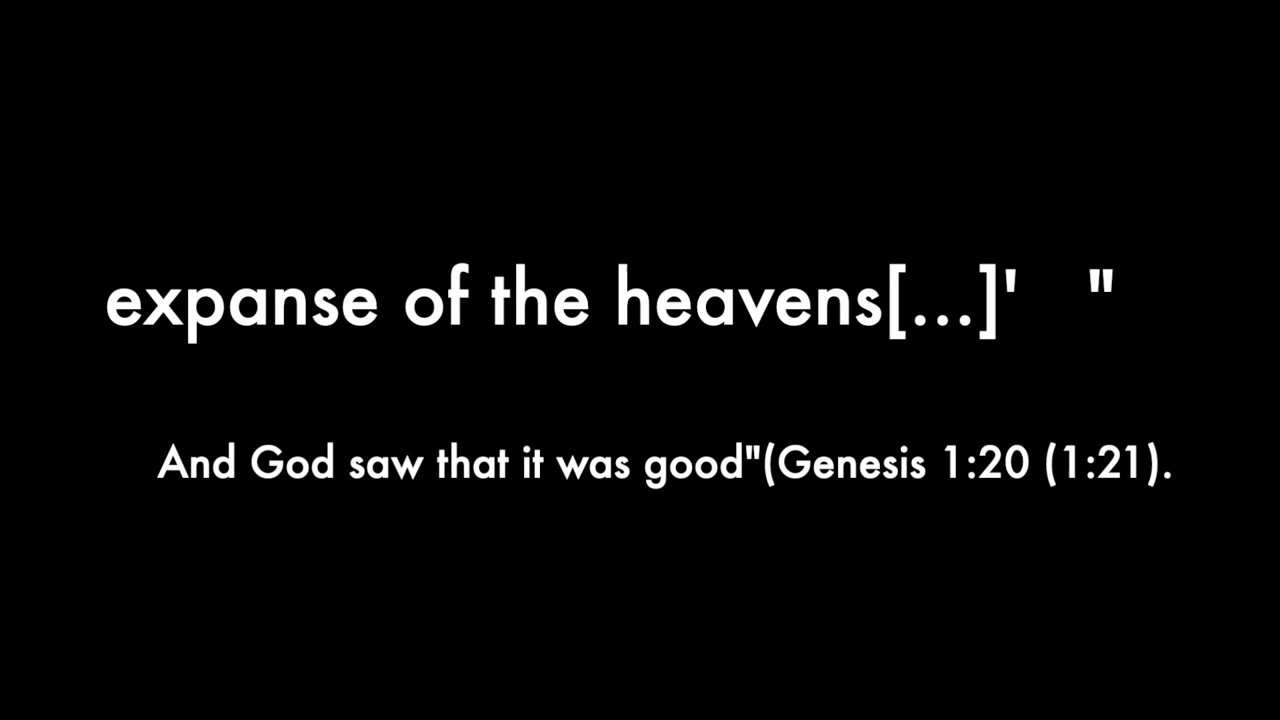 expanse of the heavens[...]'   "
And God saw that it was good"(Genesis 1:20 (1:21).